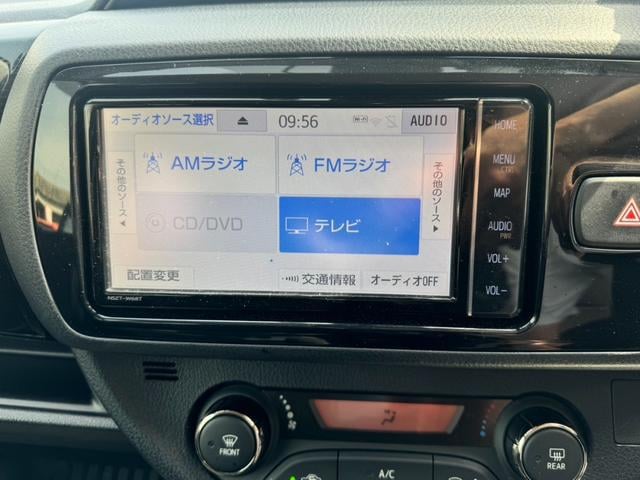 オーディオソース選択
09:56
Wi-Fi
AUDIO
HOME
AMラジオ
FMラジオ
MENU
その他のソース
その他のソース
MAP
CD/DVD
テレビ
AUDIO
PWR
VOL+
配置変更
交通情報
オーディオOFF
VOL-
NSZT-W68T
FRONT
A/C
REAR